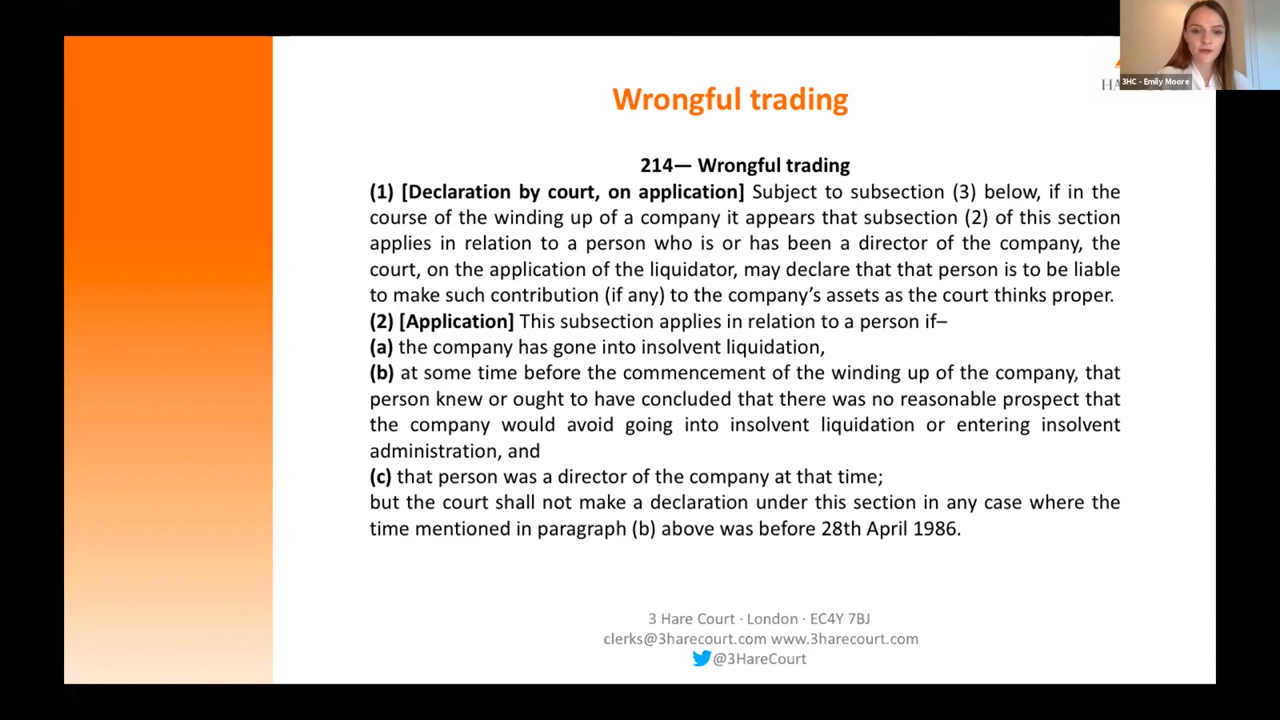 3HC - Emily Moore
HA
Wrongful trading
214— Wrongful trading
(1) [Declaration by court, on application] Subject to subsection (3) below, if in the
course of the winding up of a company it appears that subsection (2) of this section
applies in relation to a person who is or has been a director of the company, the
court, on the application of the liquidator, may declare that that person is to be liable
to make such contribution (if any) to the company’s assets as the court thinks proper.
(2) [Application] This subsection applies in relation to a person if–
(a) the company has gone into insolvent liquidation,
(b) at some time before the commencement of the winding up of the company, that
person knew or ought to have concluded that there was no reasonable prospect that
the company would avoid going into insolvent liquidation or entering insolvent
administration, and
(c) that person was a director of the company at that time;
but the court shall not make a declaration under this section in any case where the
time mentioned in paragraph (b) above was before 28th April 1986.
3 Hare Court · London · EC4Y 7BJ
clerks@3harecourt.com www.3harecourt.com
@3HareCourt